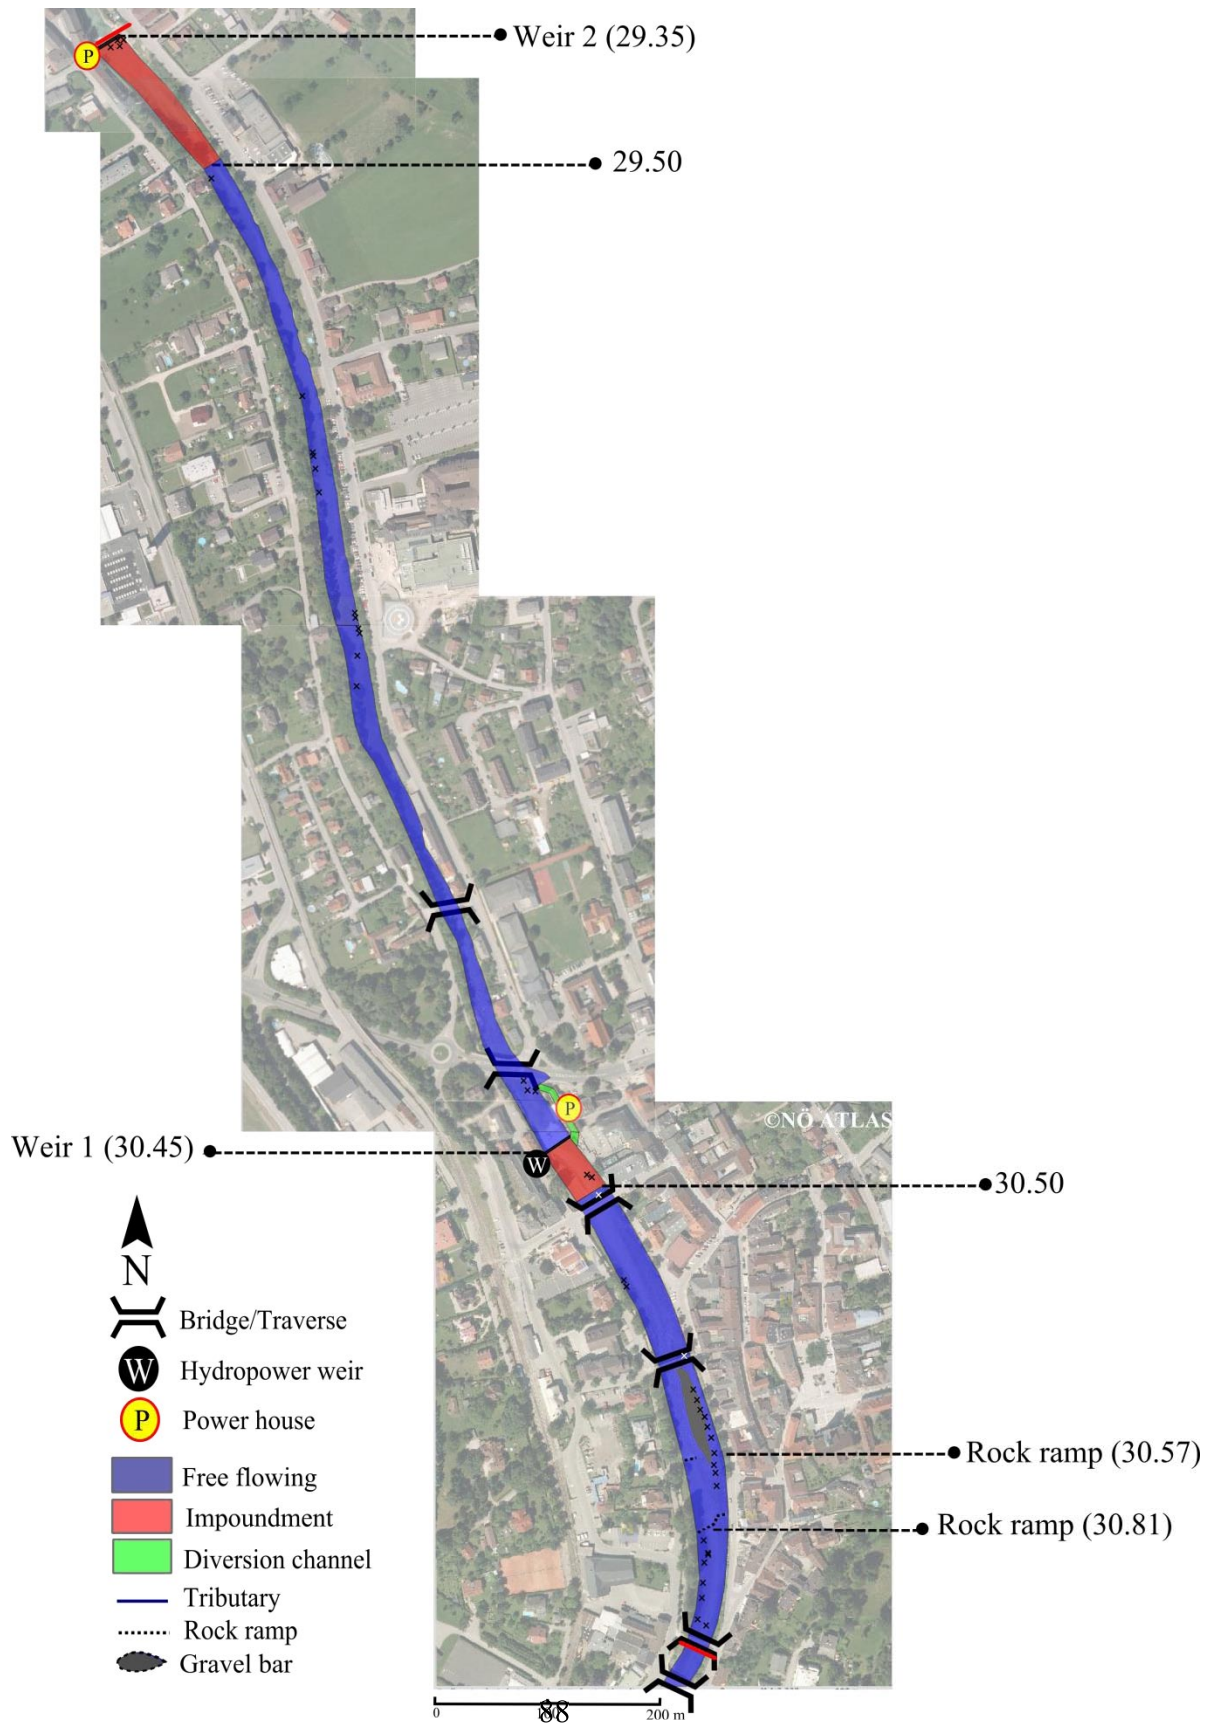 Weir 2 (29.35)
P
29.50
P
©NÖ ATLAS
Weir 1 (30.45)
W
30.50
N
Bridge/Traverse
W Hydropower weir
P Power house
Rock ramp (30.57)
Free flowing
Impoundment
Rock ramp (30.81)
Diversion channel
Tributary
Rock ramp
Gravel bar
88
0 100 200 m